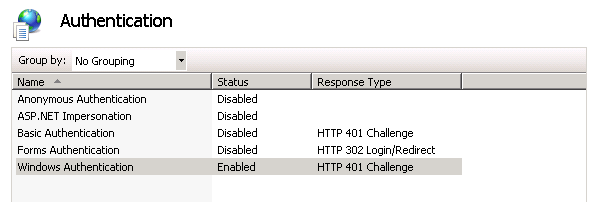 Authentication
Group by: No Grouping
Name Status Response Type
Anonymous Authentication Disabled
ASP.NET Impersonation Disabled
Basic Authentication Disabled HTTP 401 Challenge
Forms Authentication Disabled HTTP 302 Login/Redirect
Windows Authentication Enabled HTTP 401 Challenge